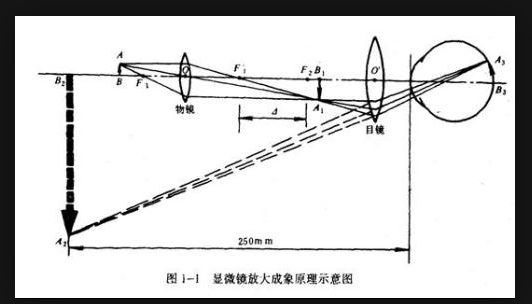 A
B
F₁
O
物镜
F'₁
Δ
F₂
B₁
A₁
O'
目镜
A₃
B₃
B₂
A₂
250mm
图 1-1 显微镜放大成象原理示意图